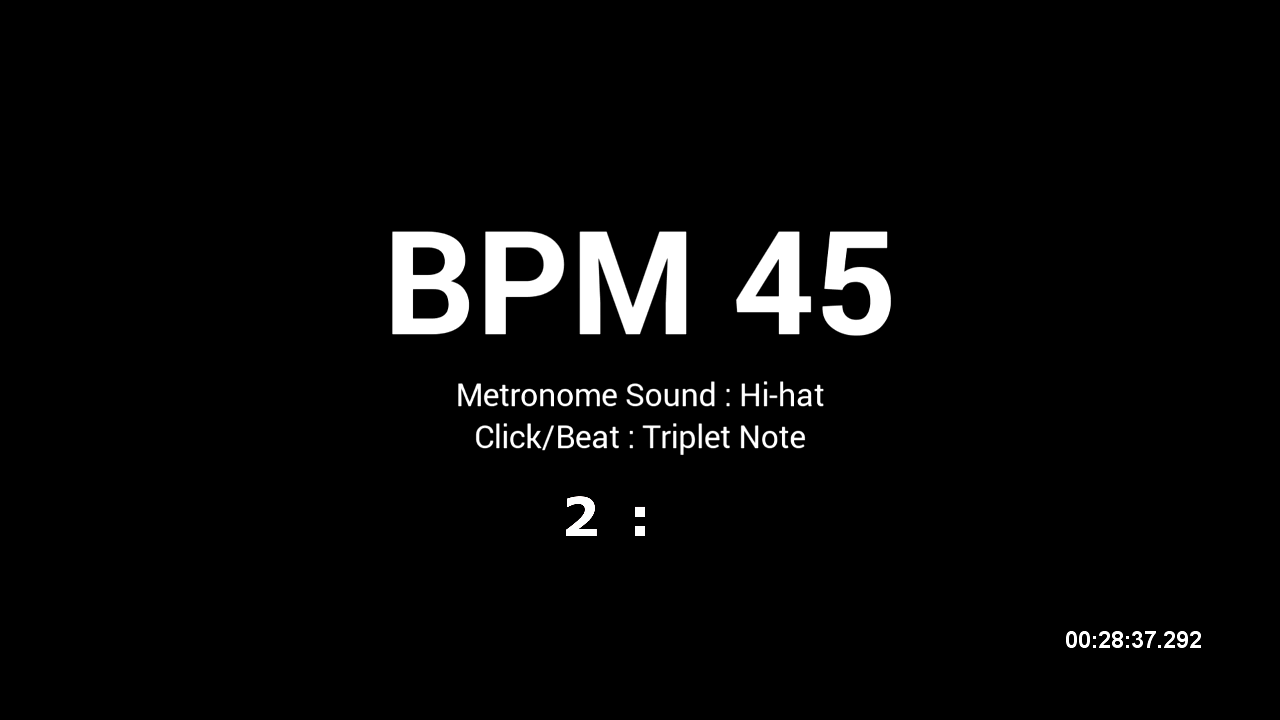 BPM 45
Metronome Sound : Hi-hat
Click/Beat : Triplet Note
2 :
00:28:37.292